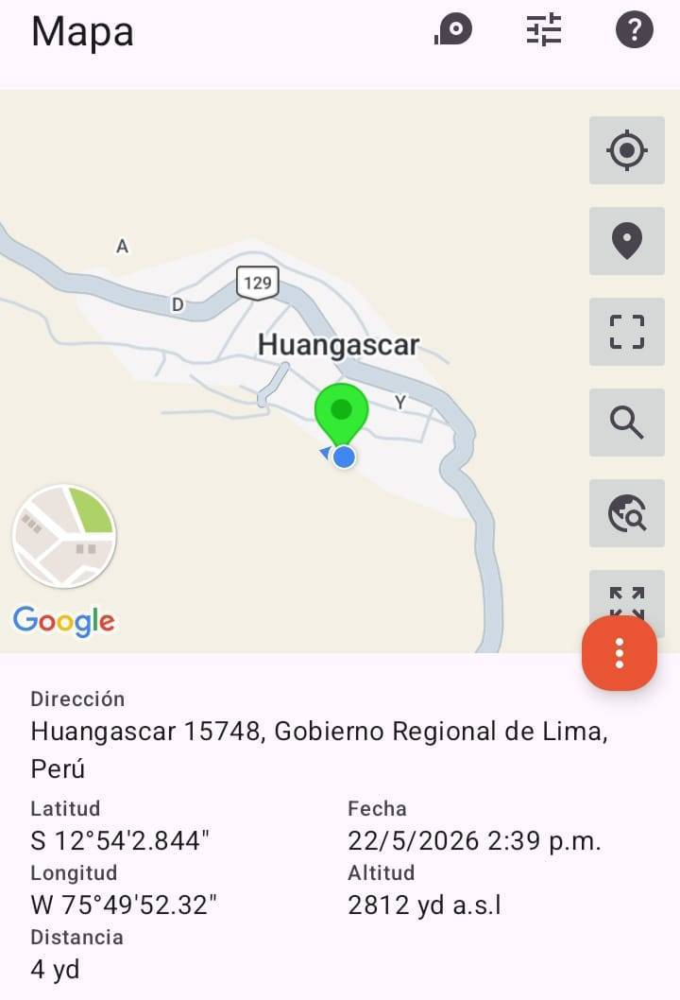 Mapa
A
129
D
Huangascar
Y
Google
Dirección
Huangascar 15748, Gobierno Regional de Lima,
Perú
Latitud
S 12°54'2.844"
Fecha
22/5/2026 2:39 p.m.
Longitud
W 75°49'52.32"
Altitud
2812 yd a.s.l
Distancia
4 yd